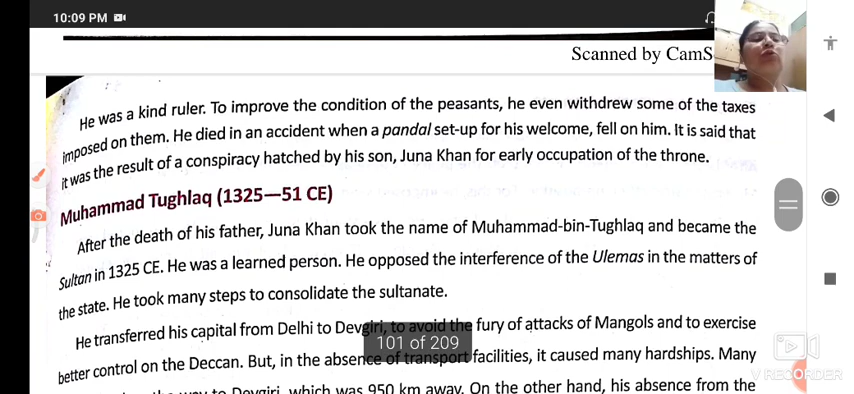 10:09 PM
Scanned by CamS
He was a kind ruler. To improve the condition of the peasants, he even withdrew some of the taxes
imposed on them. He died in an accident when a pandal set-up for his welcome, fell on him. It is said that
it was the result of a conspiracy hatched by his son, Juna Khan for early occupation of the throne.
Muhammad Tughlaq (1325—51 CE)
After the death of his father, Juna Khan took the name of Muhammad-bin-Tughlaq and became the
Sultan in 1325 CE. He was a learned person. He opposed the interference of the Ulemas in the matters of
the state. He took many steps to consolidate the sultanate.
He transferred his capital from Delhi to Devgiri, to avoid the fury of attacks of Mangols and to exercise
101 of 209
better control on the Deccan. But, in the absence of transport facilities, it caused many hardships. Many
way to Devgiri, which was 950 km away. On the other hand, his absence from the
V RECORDER